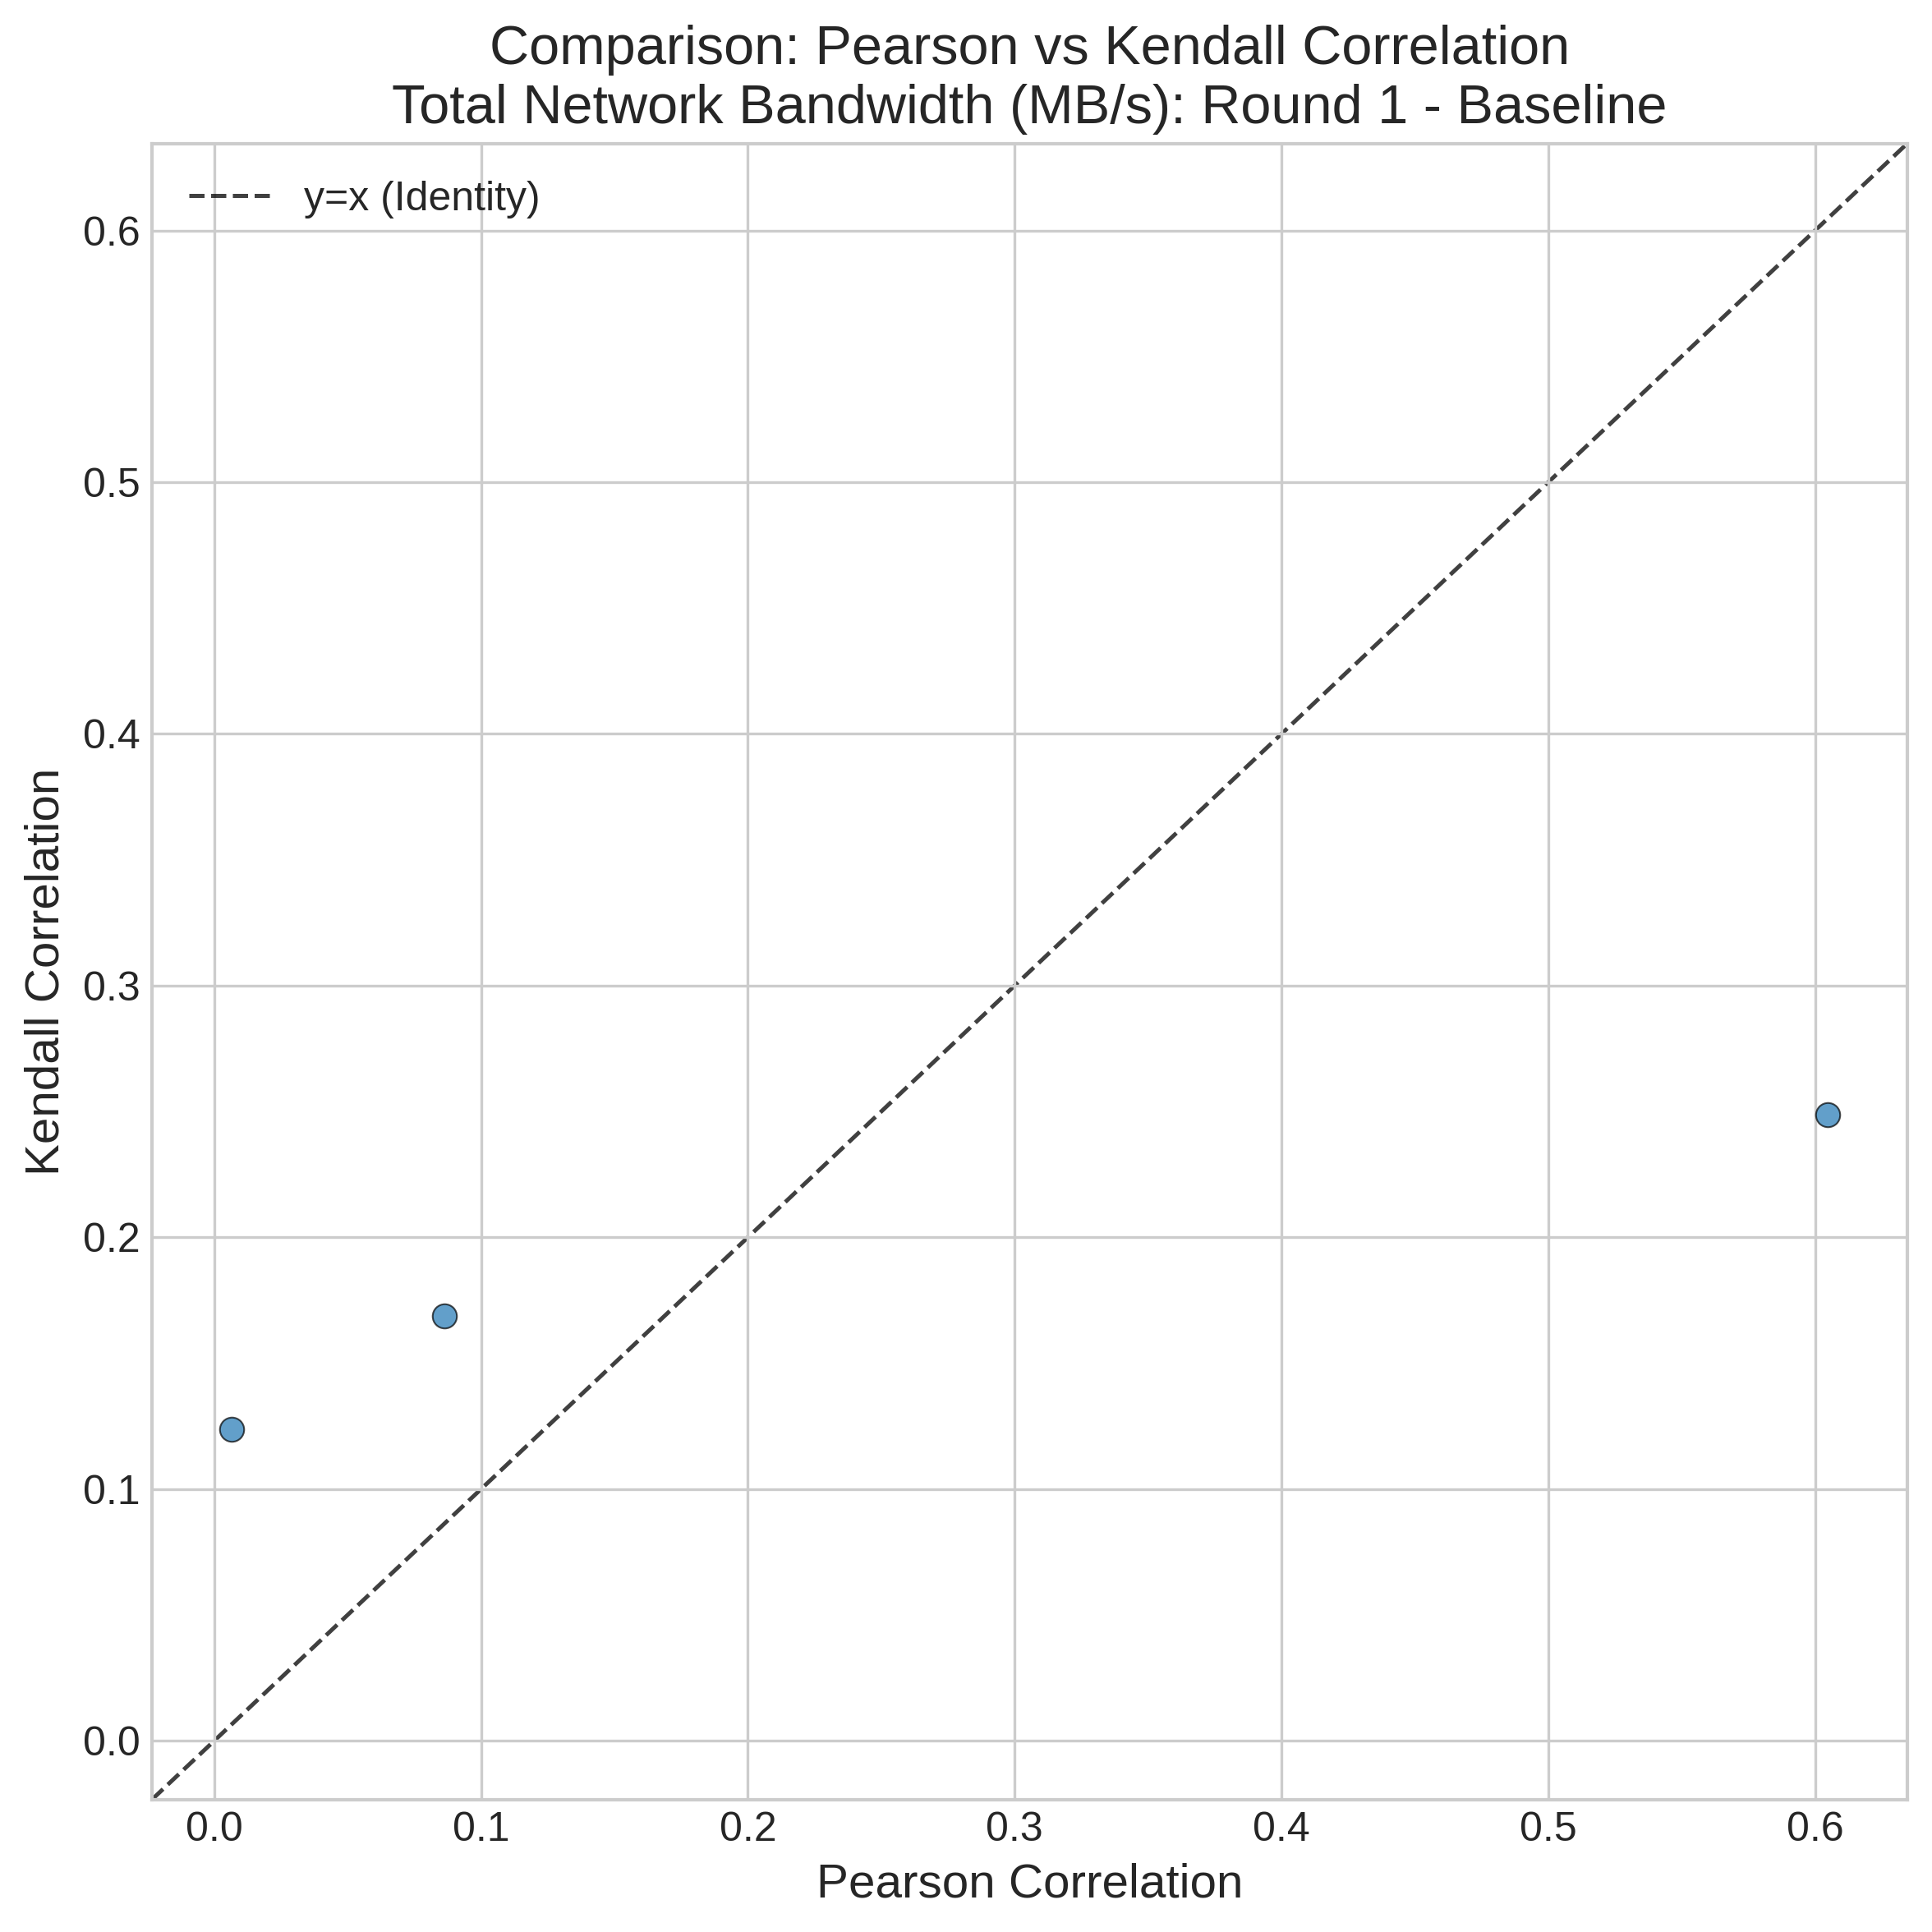 Comparison: Pearson vs Kendall Correlation
Total Network Bandwidth (MB/s): Round 1 - Baseline
y=x (Identity)
0.6
0.5
0.4
0.3
0.2
0.1
0.0
Kendall Correlation
0.0 0.1 0.2 0.3 0.4 0.5 0.6
Pearson Correlation